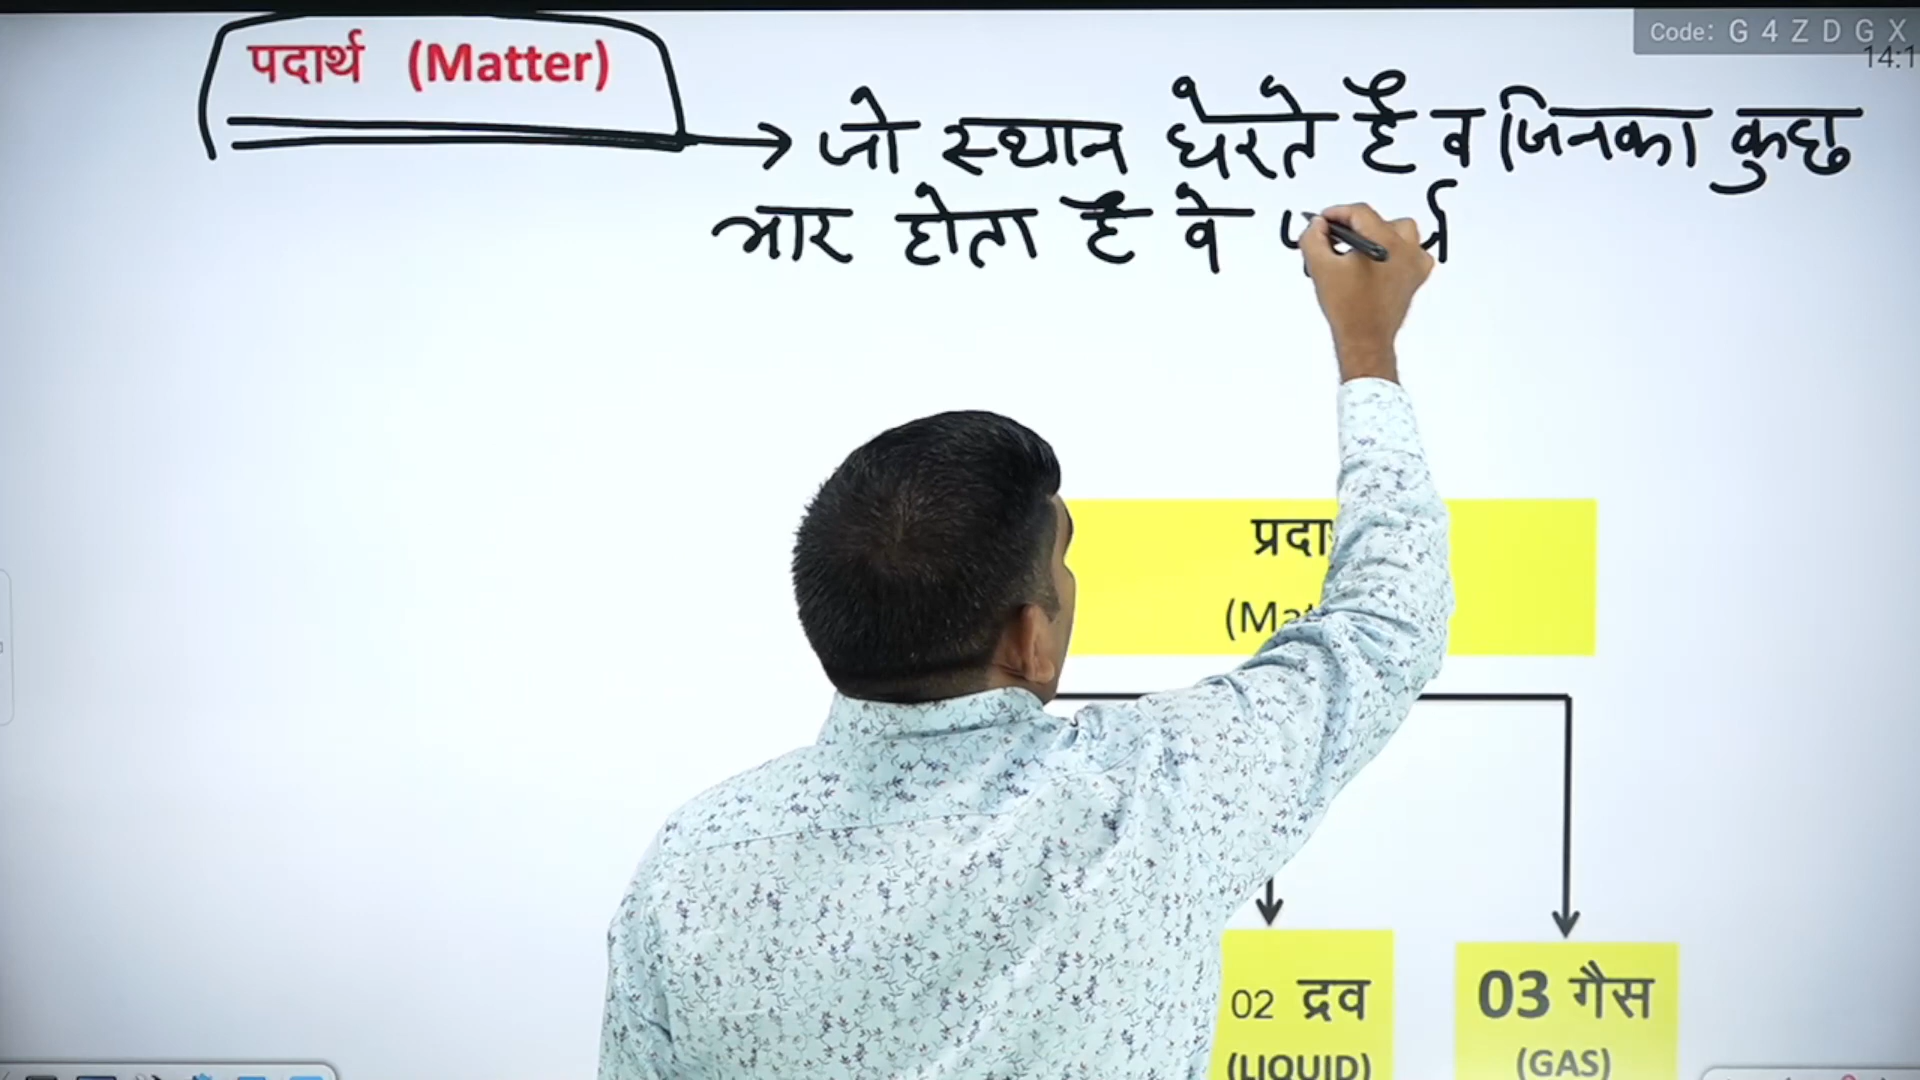 Code: G 4 Z D G X
14:1
पदार्थ (Matter)
जो स्थान घेरते है व जिनका कुछ
भार होता है वे
02 द्रव
(LIQUID)
03 गैस
(GAS)